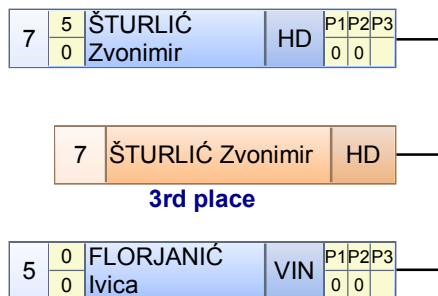 7 5 0 ŠTURLIĆ Zvonimir HD P1 P2 P3 0 0
7 ŠTURLIĆ Zvonimir HD
3rd place
5 0 0 FLORJANIĆ Ivica VIN P1 P2 P3 0 0